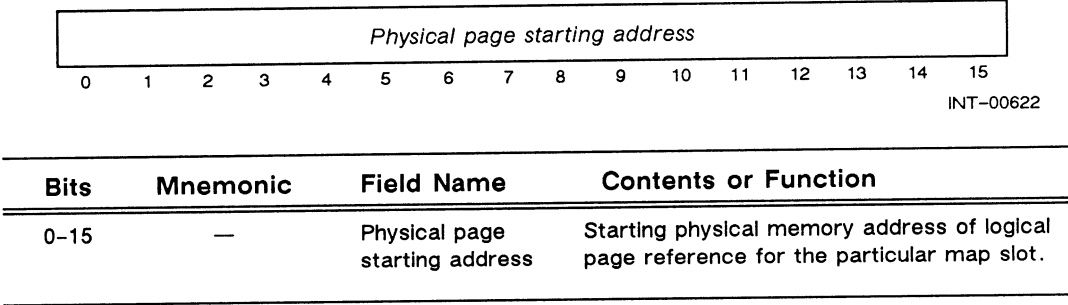 Physical page starting address
0 1 2 3 4 5 6 7 8 9 10 11 12 13 14 15
INT-00622
Bits Mnemonic Field Name Contents or Function
0-15 — Physical page Starting physical memory address of logical
starting address page reference for the particular map slot.